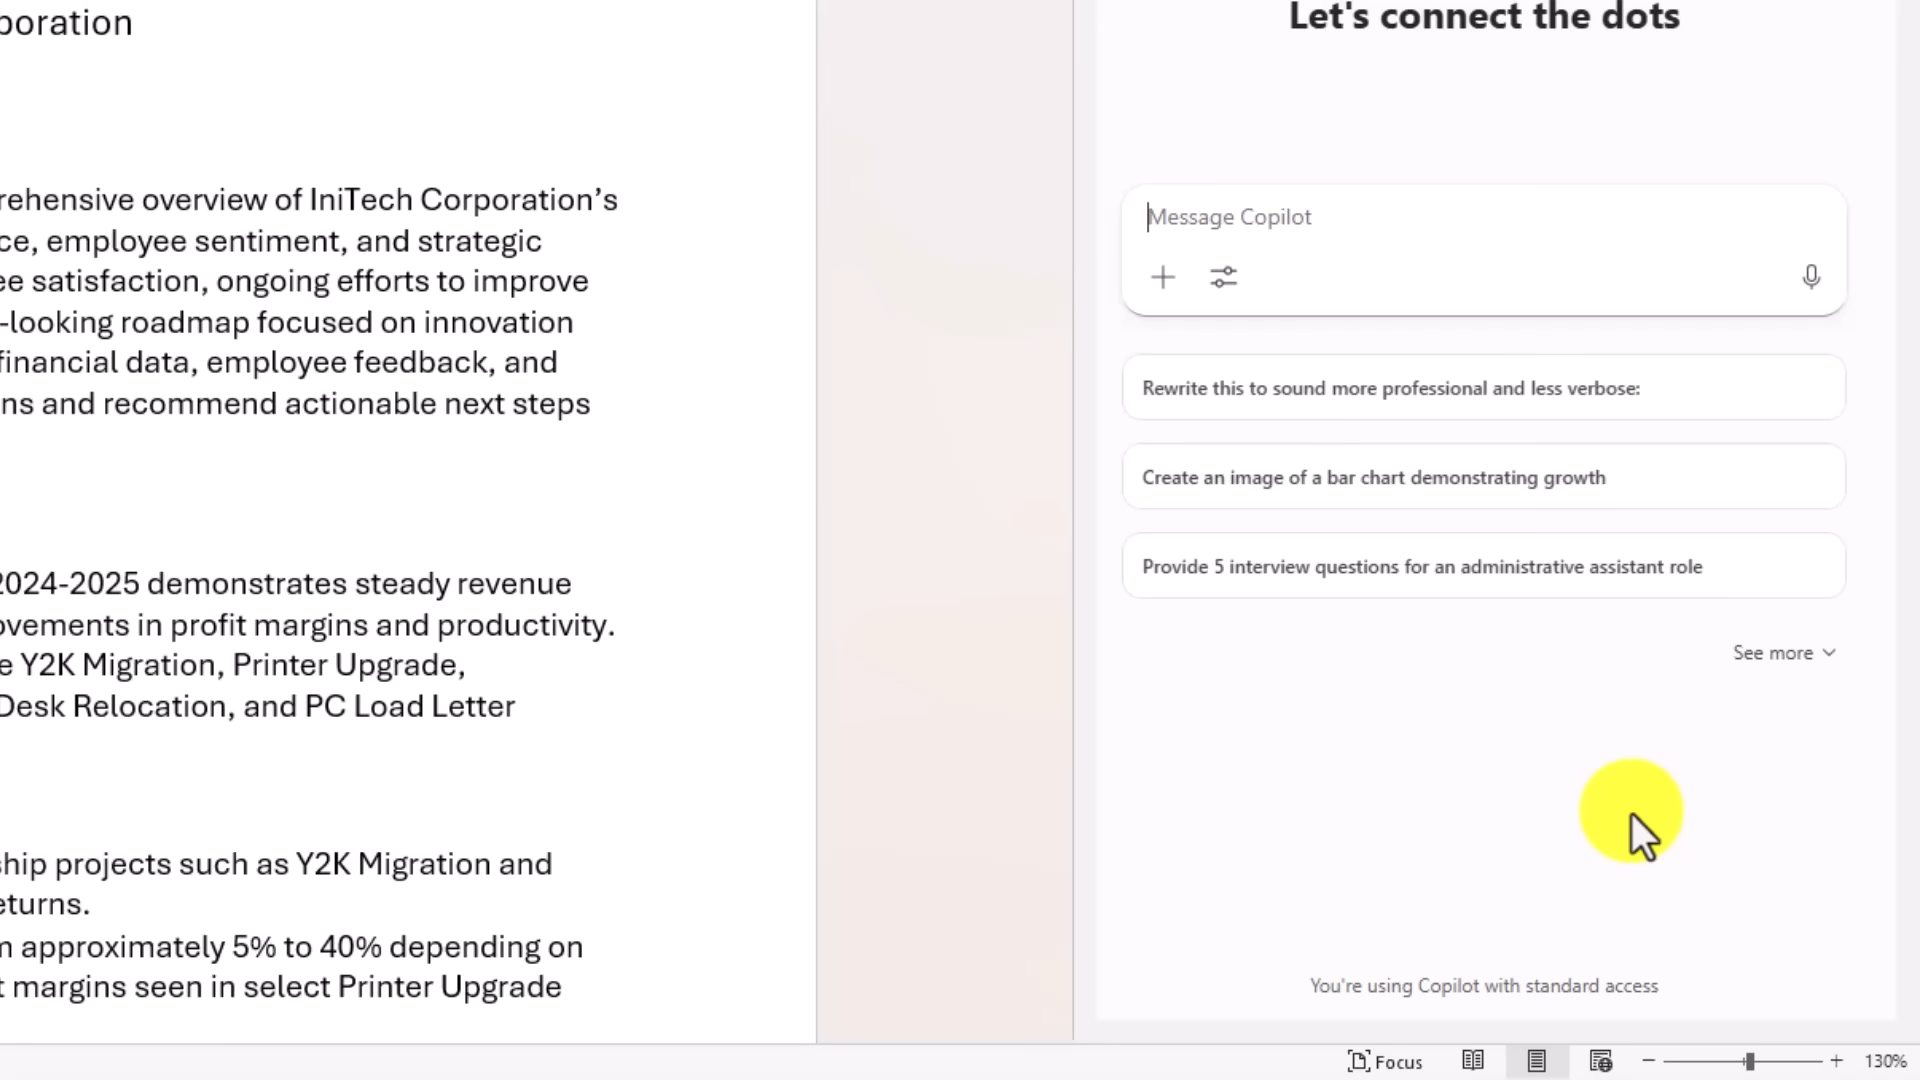 poration
rehensive overview of IniTech Corporation's
ce, employee sentiment, and strategic
ee satisfaction, ongoing efforts to improve
-looking roadmap focused on innovation
financial data, employee feedback, and
ns and recommend actionable next steps
2024-2025 demonstrates steady revenue
ovements in profit margins and productivity.
e Y2K Migration, Printer Upgrade,
Desk Relocation, and PC Load Letter
ship projects such as Y2K Migration and
eturns.
m approximately 5% to 40% depending on
t margins seen in select Printer Upgrade
Let's connect the dots
Message Copilot
Rewrite this to sound more professional and less verbose:
Create an image of a bar chart demonstrating growth
Provide 5 interview questions for an administrative assistant role
See more
You're using Copilot with standard access
Focus
130%